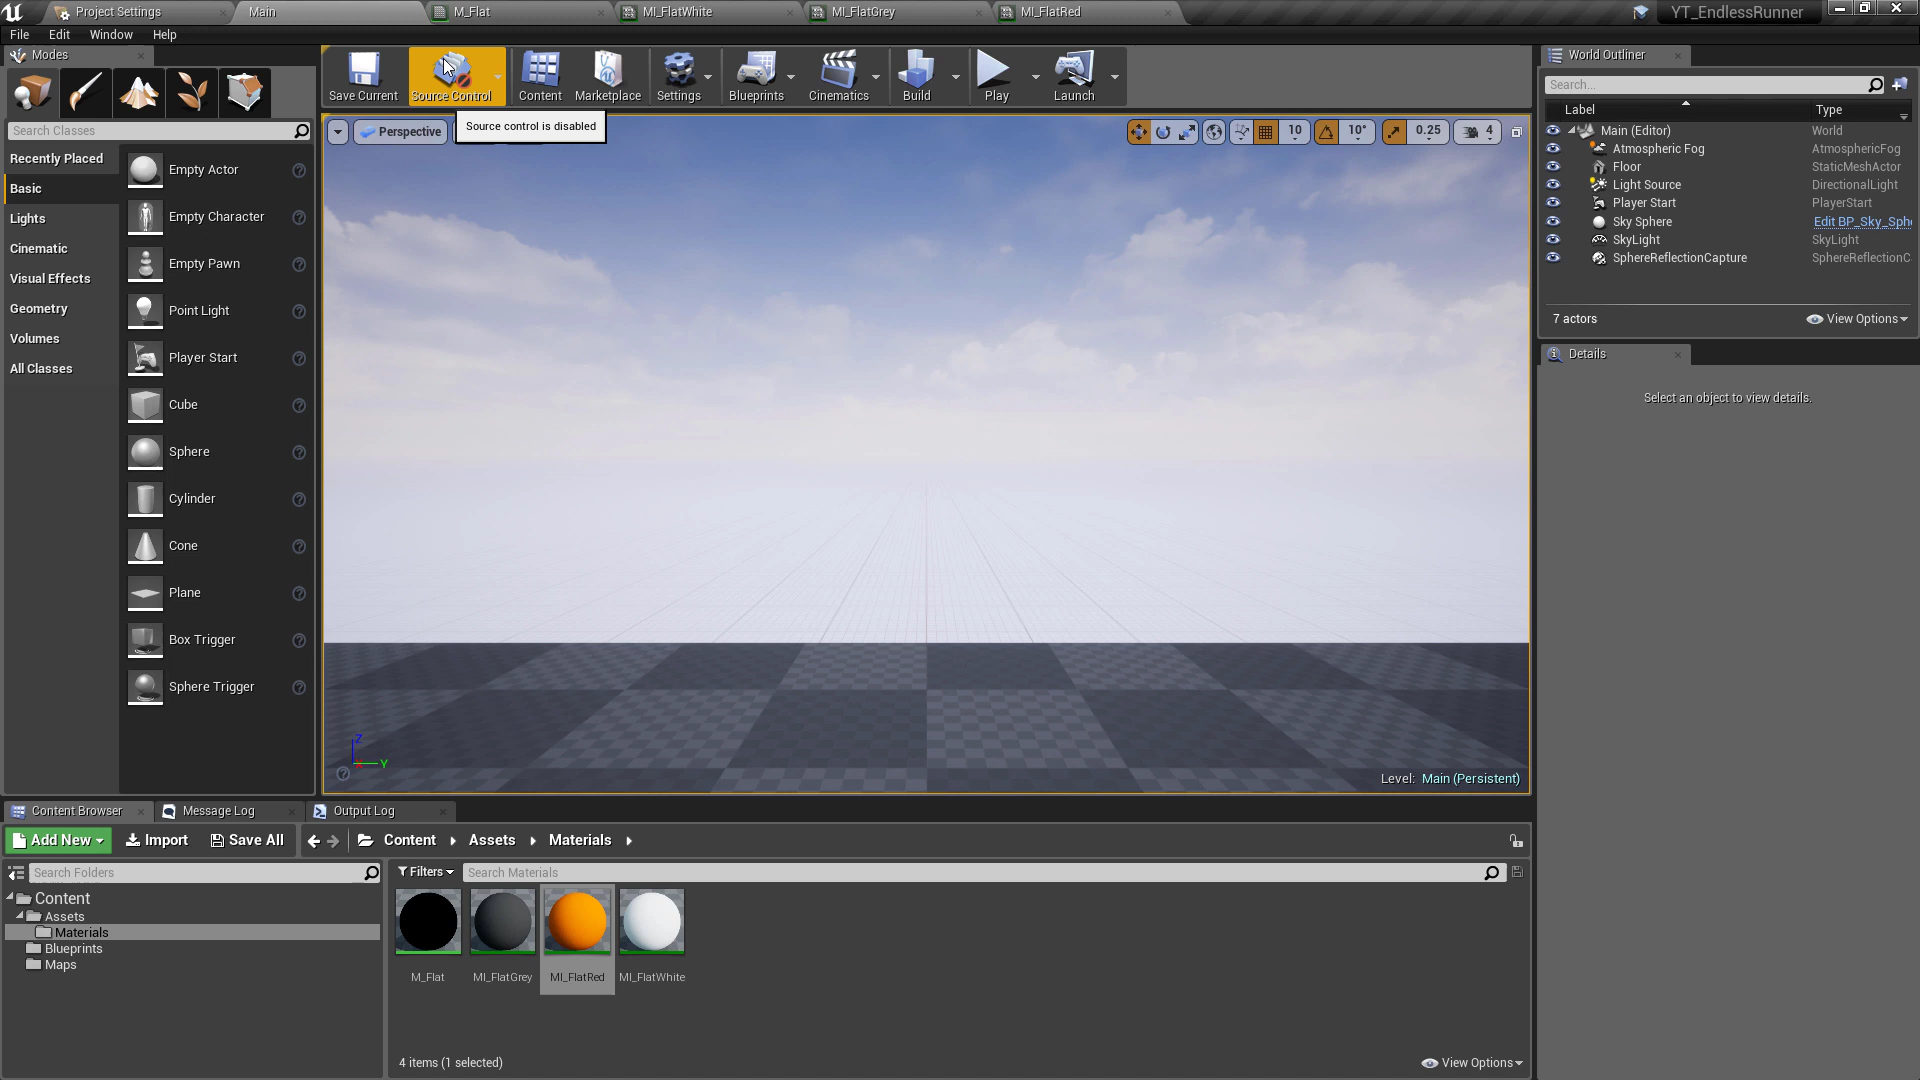 Project Settings
Main
M_Flat
MI_FlatWhite
MI_FlatGrey
MI_FlatRed
YT_EndlessRunner
File Edit Window Help
Modes
Search Classes
Recently Placed
Basic
Lights
Cinematic
Visual Effects
Geometry
Volumes
All Classes
Empty Actor
Empty Character
Empty Pawn
Point Light
Player Start
Cube
Sphere
Cylinder
Cone
Plane
Box Trigger
Sphere Trigger
Save Current
Source Control
Content
Marketplace
Settings
Blueprints
Cinematics
Build
Play
Launch
Perspective
Source control is disabled
10
10°
0.25
4
Z
X
Y
Level: Main (Persistent)
World Outliner
Search...
Label Type
Main (Editor) World
Atmospheric Fog AtmosphericFog
Floor StaticMeshActor
Light Source DirectionalLight
Player Start PlayerStart
Sky Sphere Edit BP_Sky_Sph
SkyLight SkyLight
SphereReflectionCapture SphereReflectionC
7 actors View Options
Details
Select an object to view details.
Content Browser
Message Log
Output Log
Add New
Import
Save All
Content Assets Materials
Search Folders
Content
Assets
Materials
Blueprints
Maps
Filters
Search Materials
M_Flat
MI_FlatGrey
MI_FlatRed
MI_FlatWhite
4 items (1 selected)
View Options